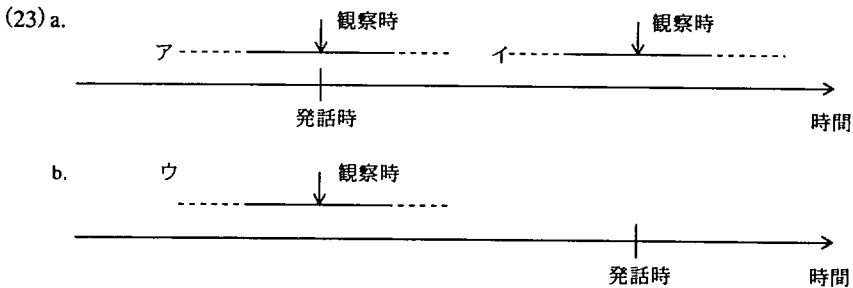 (23) a.
観察時 観察時
ア イ
発話時 時間
b. ウ 観察時
発話時 時間